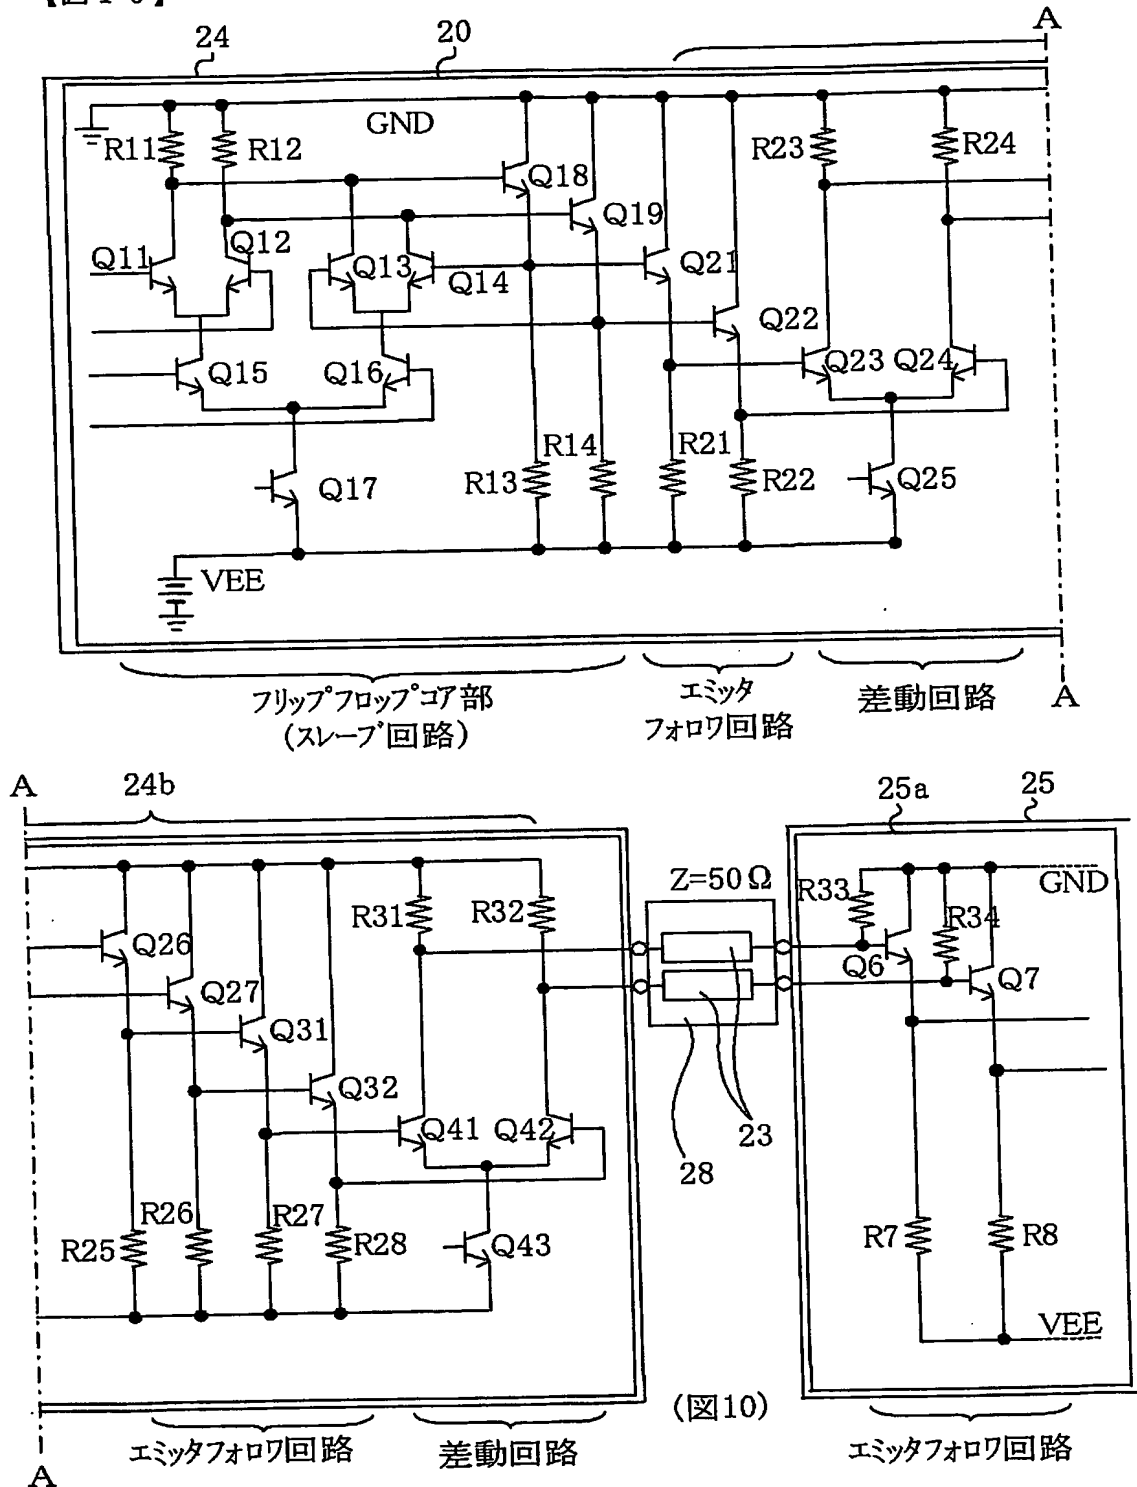 【図10】
24
20
A
GND
R11
R12
R23
R24
Q18
Q19
Q11
Q12
Q13
Q14
Q21
Q22
Q15
Q16
Q23
Q24
R14
R21
R13
R22
Q17
Q25
VEE
フリップフロップコア部
(スレーブ回路)
エミッタ
フォロワ回路
差動回路
A
A
24b
25a
25
Z=50Ω
R33
GND
R31
R32
R34
Q26
Q6
Q7
Q27
Q31
Q32
Q41
Q42
23
28
R26
R27
R25
R28
Q43
R7
R8
VEE
(図10)
エミッタフォロワ回路
差動回路
エミッタフォロワ回路
A